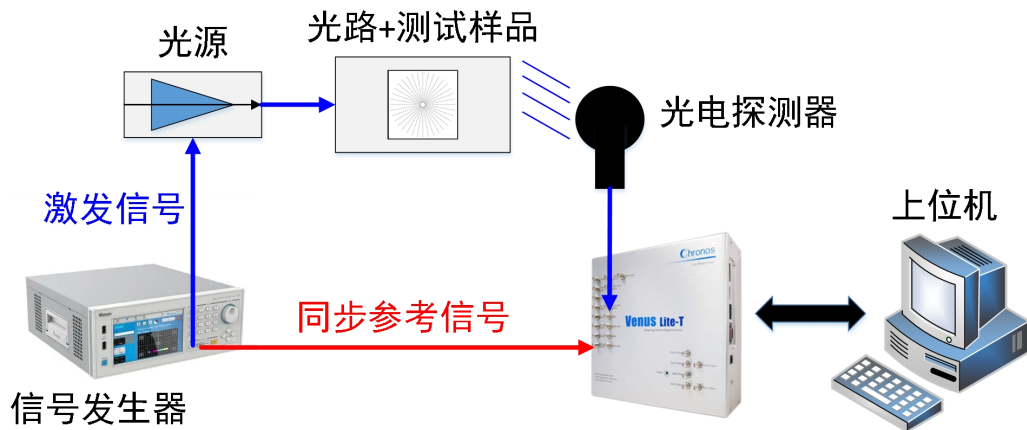 光源
光路+测试样品
光电探测器
激发信号
上位机
Chronos
Venus Lite-T
同步参考信号
信号发生器